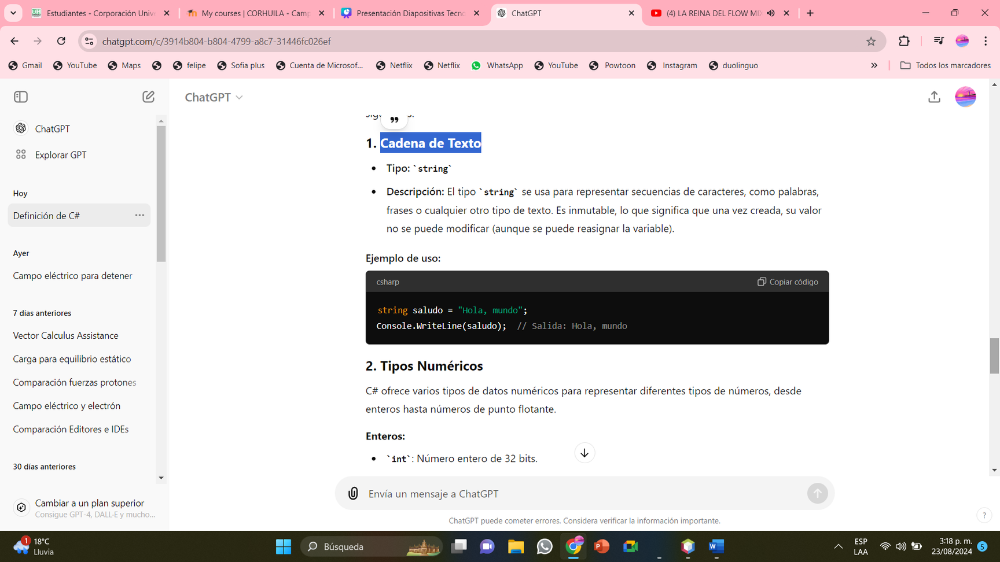 Estudiantes - Corporación Unive
My courses | CORHUILA - Camp
Presentación Diapositivas Tecno
ChatGPT
(4) LA REINA DEL FLOW MIX
chatgpt.com/c/3914b804-b804-4799-a8c7-31446fc026ef
Gmail
YouTube
Maps
felipe
Sofia plus
Cuenta de Microsof...
Netflix
Netflix
WhatsApp
YouTube
Powtoon
Instagram
duolinguo
»
Todos los marcadores
ChatGPT
Explorar GPT
Hoy
Definición de C#
Ayer
Campo eléctrico para detener
7 días anteriores
Vector Calculus Assistance
Carga para equilibrio estático
Comparación fuerzas protones
Campo eléctrico y electrón
Comparación Editores e IDEs
30 días anteriores
Cambiar a un plan superior
Consigue GPT-4, DALL·E y mucho...
ChatGPT
1. Cadena de Texto
• Tipo: `string`
• Descripción: El tipo `string` se usa para representar secuencias de caracteres, como palabras,
frases o cualquier otro tipo de texto. Es inmutable, lo que significa que una vez creada, su valor
no se puede modificar (aunque se puede reasignar la variable).
Ejemplo de uso:
csharp
Copiar código
string saludo = "Hola, mundo";
Console.WriteLine(saludo);  // Salida: Hola, mundo
2. Tipos Numéricos
C# ofrece varios tipos de datos numéricos para representar diferentes tipos de números, desde
enteros hasta números de punto flotante.
Enteros:
• `int`: Número entero de 32 bits.
Envía un mensaje a ChatGPT
ChatGPT puede cometer errores. Considera verificar la información importante.
?
1
18°C
Lluvia
Búsqueda
ESP
LAA
3:18 p. m.
23/08/2024
5